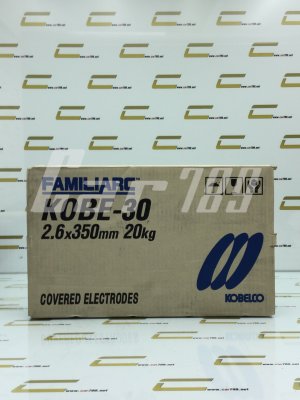 FAMILIARC
KOBE-30
2.6x350mm 20kg
COVERED ELECTRODES
KOBELCO